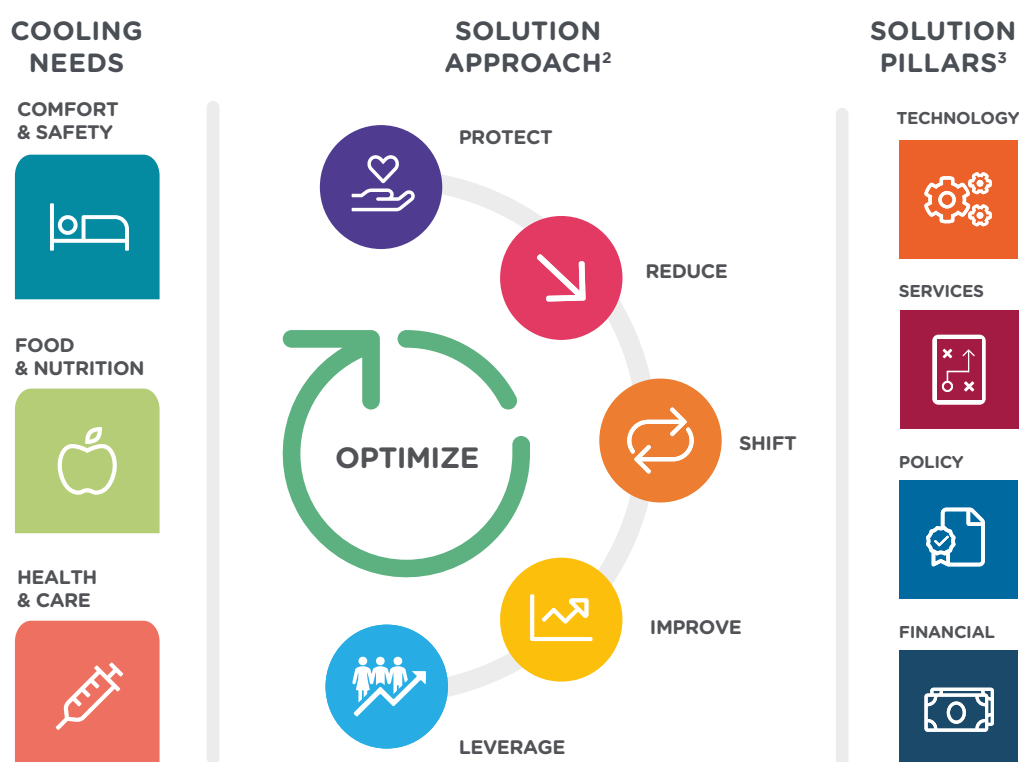 COOLING
NEEDS
COMFORT
& SAFETY
FOOD
& NUTRITION
HEALTH
& CARE
SOLUTION
APPROACH²
PROTECT
REDUCE
SHIFT
IMPROVE
LEVERAGE
OPTIMIZE
SOLUTION
PILLARS³
TECHNOLOGY
SERVICES
POLICY
FINANCIAL